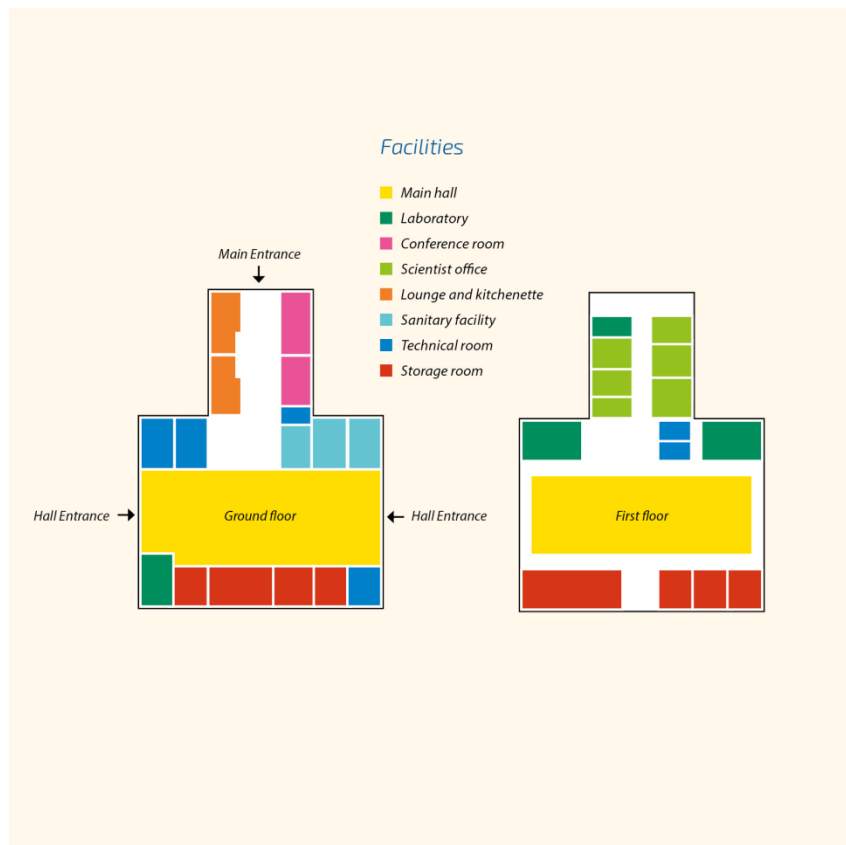 Facilities
Main hall
Laboratory
Conference room
Scientist office
Lounge and kitchenette
Sanitary facility
Technical room
Storage room
Main Entrance
Hall Entrance
Ground floor
Hall Entrance
First floor